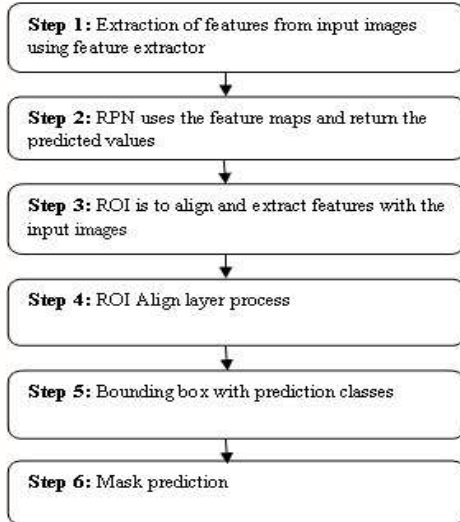 Step 1: Extraction of features from input images
using feature extractor
Step 2: RPN uses the feature maps and return the
predicted values
Step 3: ROI is to align and extract features with the
input images
Step 4: ROI Align layer process
Step 5: Bounding box with prediction classes
Step 6: Mask prediction